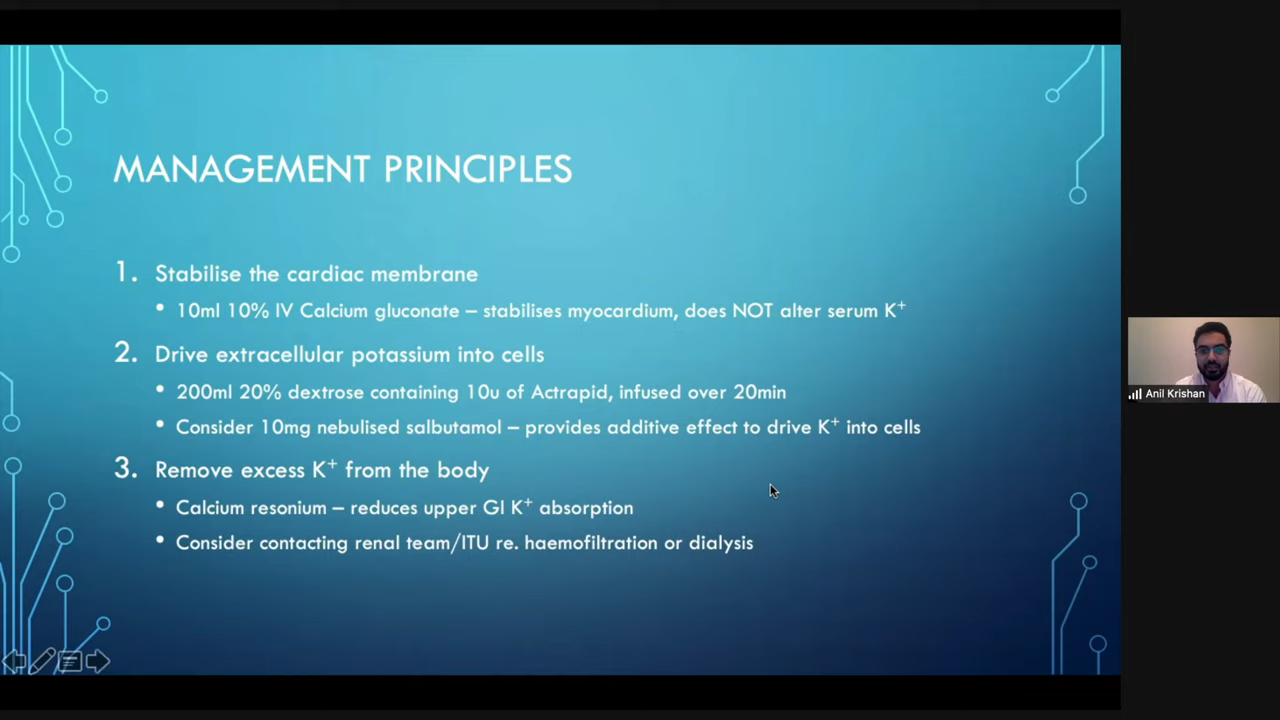 MANAGEMENT PRINCIPLES
1. Stabilise the cardiac membrane
• 10ml 10% IV Calcium gluconate – stabilises myocardium, does NOT alter serum K⁺
2. Drive extracellular potassium into cells
• 200ml 20% dextrose containing 10u of Actrapid, infused over 20min
• Consider 10mg nebulised salbutamol – provides additive effect to drive K⁺ into cells
3. Remove excess K⁺ from the body
• Calcium resonium – reduces upper GI K⁺ absorption
• Consider contacting renal team/ITU re. haemofiltration or dialysis
Anil Krishan